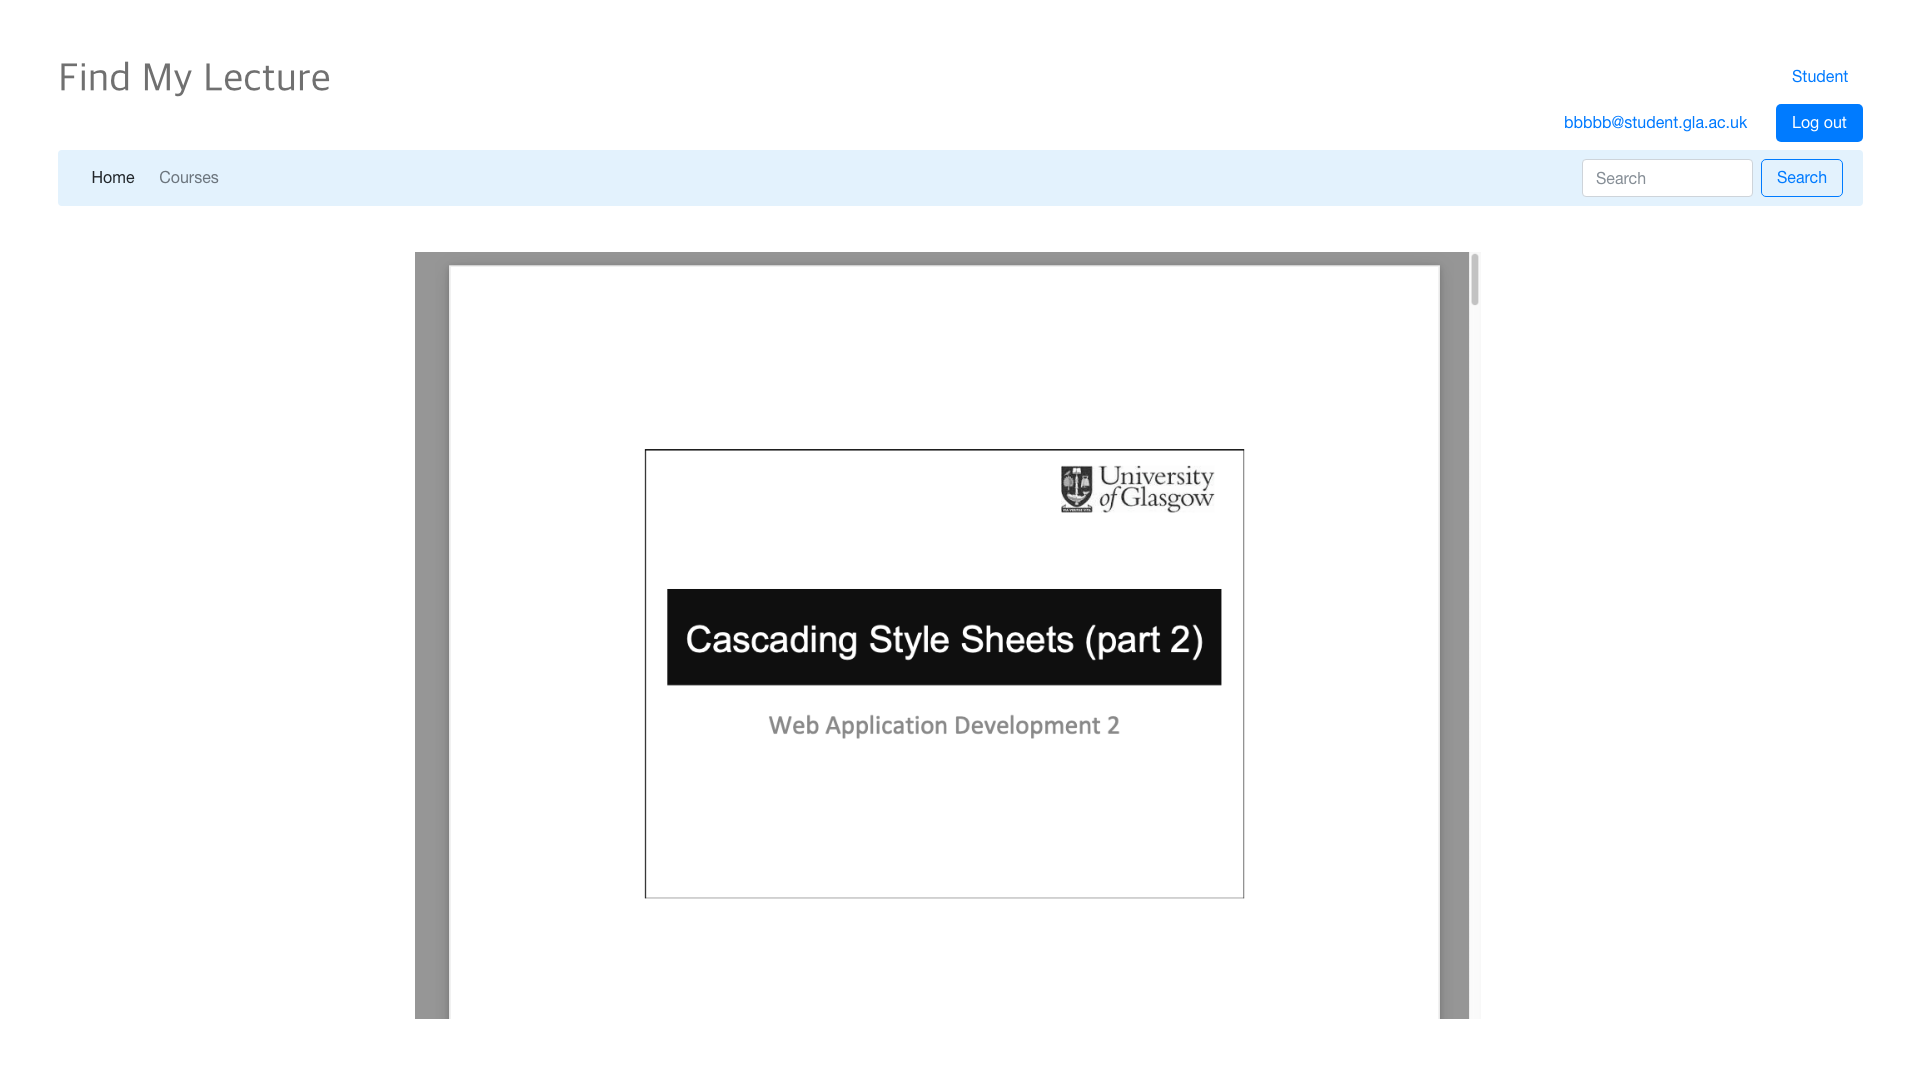 Find My Lecture
Student
bbbbb@student.gla.ac.uk
Log out
Home Courses Search Search
University
of Glasgow
Cascading Style Sheets (part 2)
Web Application Development 2